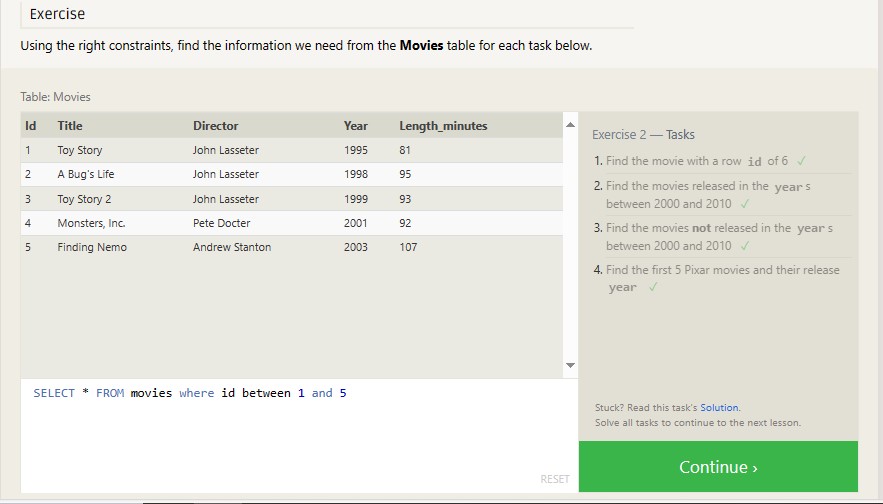 Exercise
Using the right constraints, find the information we need from the Movies table for each task below.
Table: Movies
Id Title Director Year Length_minutes
1 Toy Story John Lasseter 1995 81
2 A Bug's Life John Lasseter 1998 95
3 Toy Story 2 John Lasseter 1999 93
4 Monsters, Inc. Pete Docter 2001 92
5 Finding Nemo Andrew Stanton 2003 107
SELECT * FROM movies where id between 1 and 5
RESET
Exercise 2 — Tasks
1. Find the movie with a row id of 6 ✓
2. Find the movies released in the year s
between 2000 and 2010 ✓
3. Find the movies not released in the year s
between 2000 and 2010 ✓
4. Find the first 5 Pixar movies and their release
year ✓
Stuck? Read this task's Solution.
Solve all tasks to continue to the next lesson.
Continue ›